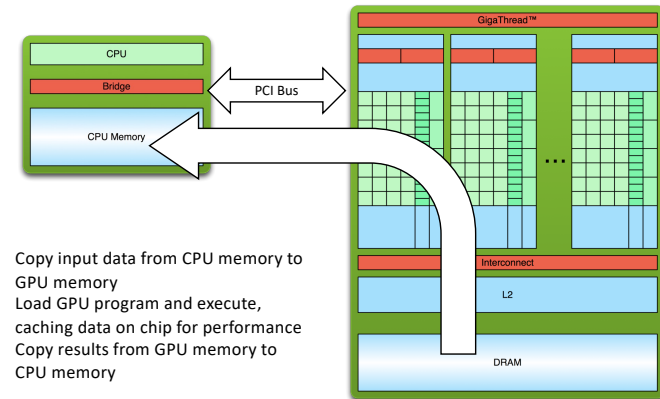 GigaThread™
CPU
Bridge
PCI Bus
CPU Memory
...
Interconnect
L2
DRAM
Copy input data from CPU memory to
GPU memory
Load GPU program and execute,
caching data on chip for performance
Copy results from GPU memory to
CPU memory